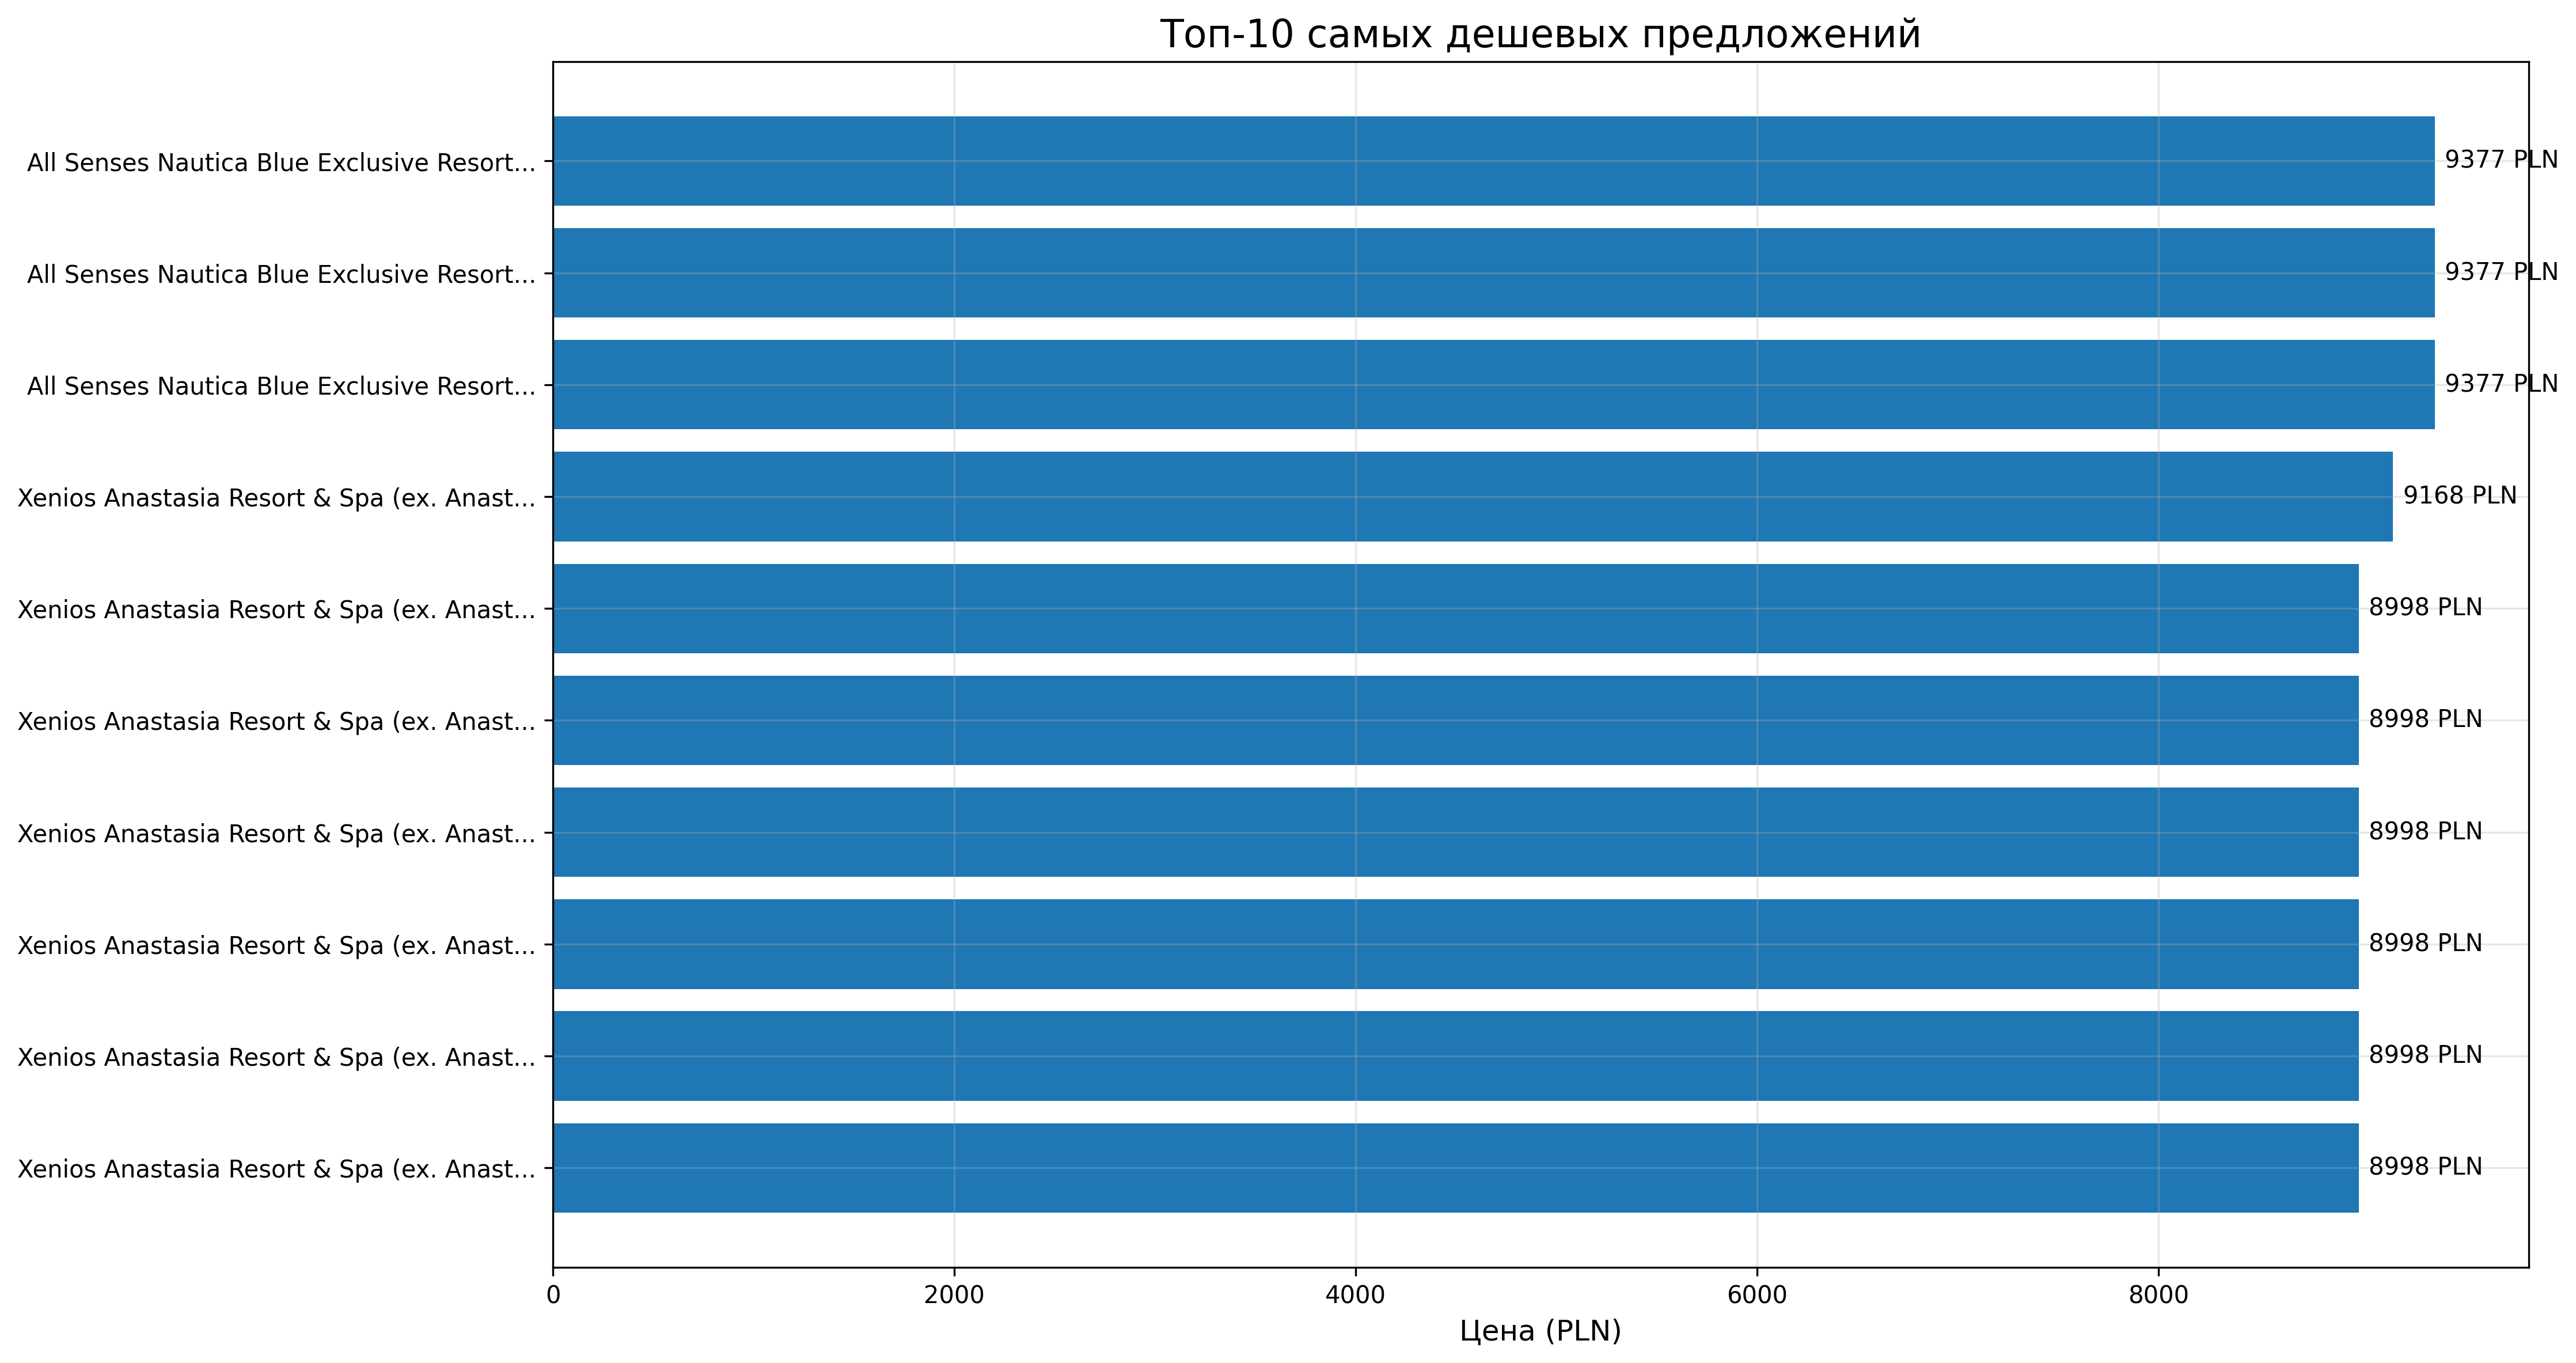 Топ-10 самых дешевых предложений
All Senses Nautica Blue Exclusive Resort... 9377 PLN
All Senses Nautica Blue Exclusive Resort... 9377 PLN
All Senses Nautica Blue Exclusive Resort... 9377 PLN
Xenios Anastasia Resort & Spa (ex. Anast... 9168 PLN
Xenios Anastasia Resort & Spa (ex. Anast... 8998 PLN
Xenios Anastasia Resort & Spa (ex. Anast... 8998 PLN
Xenios Anastasia Resort & Spa (ex. Anast... 8998 PLN
Xenios Anastasia Resort & Spa (ex. Anast... 8998 PLN
Xenios Anastasia Resort & Spa (ex. Anast... 8998 PLN
Xenios Anastasia Resort & Spa (ex. Anast... 8998 PLN
0 2000 4000 6000 8000
Цена (PLN)